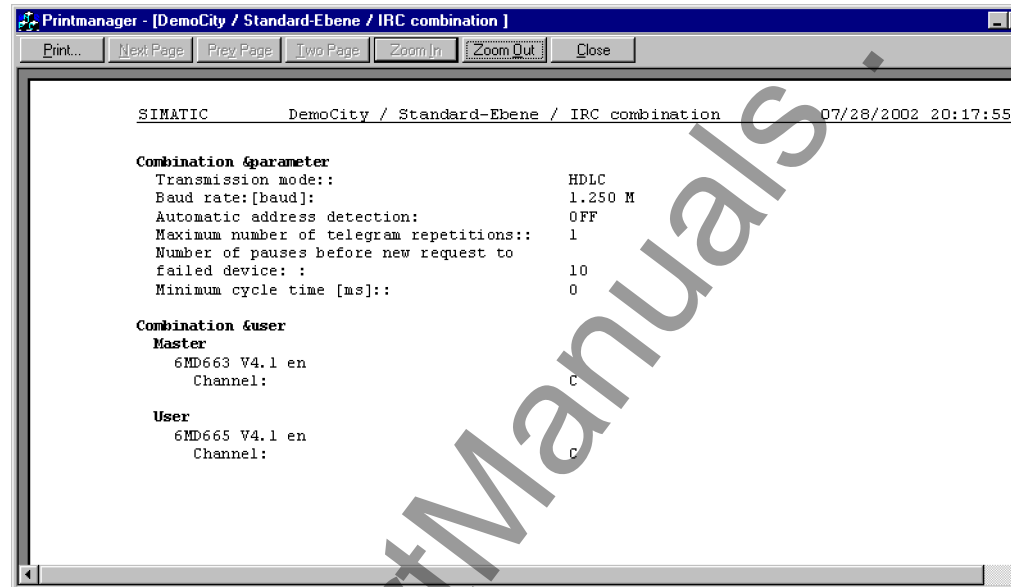 Printmanager - [DemoCity / Standard-Ebene / IRC combination ]
Print... Next Page Prev Page Two Page Zoom In Zoom Out Close
SIMATIC DemoCity / Standard-Ebene / IRC combination 07/28/2002 20:17:55
Combination &parameter
Transmission mode:: HDLC
Baud rate:[baud]: 1.250 M
Automatic address detection: OFF
Maximum number of telegram repetitions:: 1
Number of pauses before new request to
failed device: : 10
Minimum cycle time [ms]:: 0
Combination &user
Master
6MD663 V4.1 en
Channel: C
User
6MD665 V4.1 en
Channel: C
rtManuals.